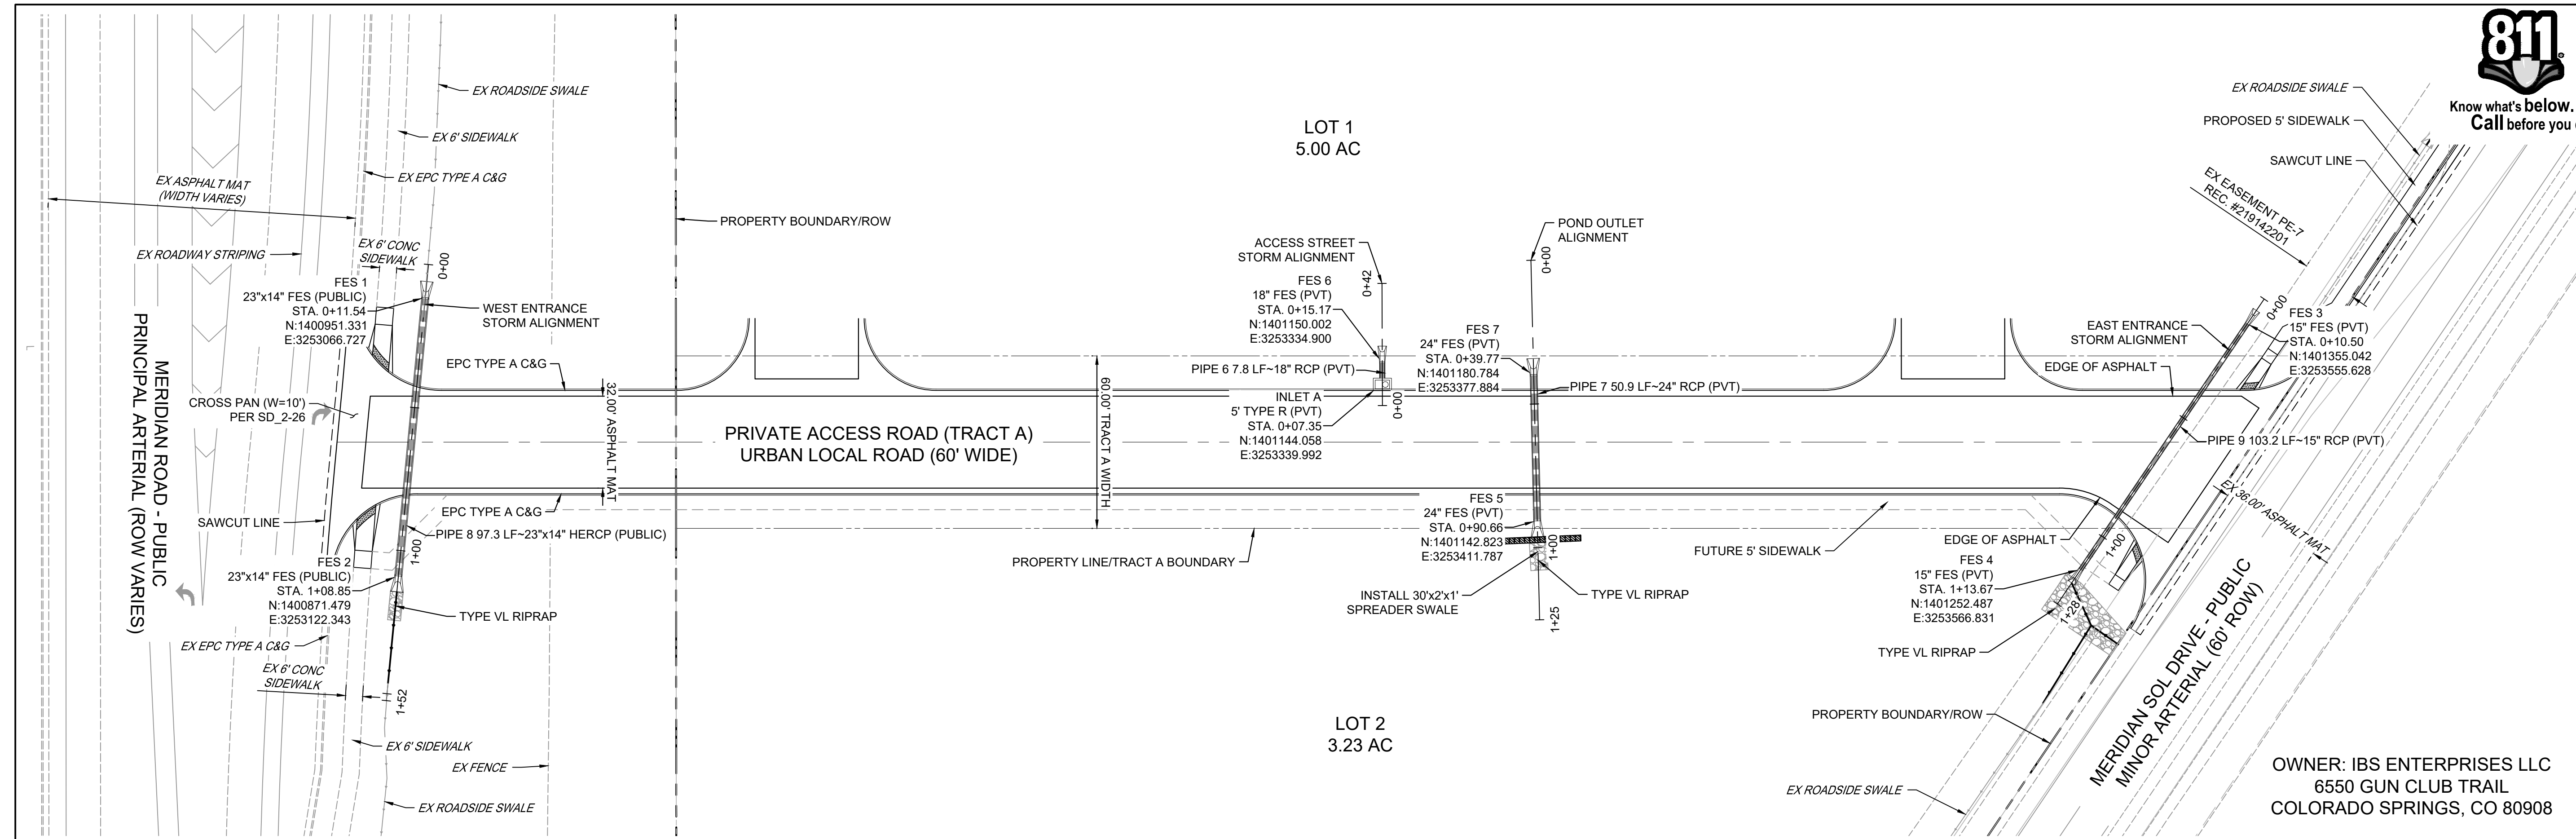 811
Know what's below.
Call before you
EX ROADSIDE SWALE
EX 6' SIDEWALK
EX EPC TYPE A C&G
EX ASPHALT MAT
(WIDTH VARIES)
EX ROADWAY STRIPING
EX 6' CONC
SIDEWALK
0+00
FES 1
23"x14" FES (PUBLIC)
STA. 0+11.54
N:1400951.331
E:3253066.727
WEST ENTRANCE
STORM ALIGNMENT
EPC TYPE A C&G
CROSS PAN (W=10')
PER SD_2-26
MERIDIAN ROAD - PUBLIC
PRINCIPAL ARTERIAL (ROW VARIES)
32.00' ASPHALT MAT
SAWCUT LINE
EPC TYPE A C&G
PIPE 8 97.3 LF~23"x14" HERCP (PUBLIC)
1+00
FES 2
23"x14" FES (PUBLIC)
STA. 1+08.85
N:1400871.479
E:3253122.343
TYPE VL RIPRAP
EX EPC TYPE A C&G
EX 6' CONC
SIDEWALK
1+52
EX 6' SIDEWALK
EX FENCE
EX ROADSIDE SWALE
PROPERTY BOUNDARY/ROW
LOT 1
5.00 AC
PRIVATE ACCESS ROAD (TRACT A)
URBAN LOCAL ROAD (60' WIDE)
60.00' TRACT A WIDTH
PROPERTY LINE/TRACT A BOUNDARY
ACCESS STREET
STORM ALIGNMENT
0+42
FES 6
18" FES (PVT)
STA. 0+15.17
N:1401150.002
E:3253334.900
PIPE 6 7.8 LF~18" RCP (PVT)
INLET A
5' TYPE R (PVT)
STA. 0+07.35
N:1401144.058
E:3253339.992
0+00
POND OUTLET
ALIGNMENT
0+00
FES 7
24" FES (PVT)
STA. 0+39.77
N:1401180.784
E:3253377.884
PIPE 7 50.9 LF~24" RCP (PVT)
FES 5
24" FES (PVT)
STA. 0+90.66
N:1401142.823
E:3253411.787
1+00
INSTALL 30'x2'x1'
SPREADER SWALE
TYPE VL RIPRAP
1+25
FUTURE 5' SIDEWALK
LOT 2
3.23 AC
EX ROADSIDE SWALE
PROPOSED 5' SIDEWALK
SAWCUT LINE
EX EASEMENT PE-7
REC. #219142201
0+00
EAST ENTRANCE
STORM ALIGNMENT
FES 3
15" FES (PVT)
STA. 0+10.50
N:1401355.042
E:3253555.628
EDGE OF ASPHALT
PIPE 9 103.2 LF~15" RCP (PVT)
EX 36.00' ASPHALT MAT
EDGE OF ASPHALT
1+00
FES 4
15" FES (PVT)
STA. 1+13.67
N:1401252.487
E:3253566.831
1+28
TYPE VL RIPRAP
PROPERTY BOUNDARY/ROW
EX ROADSIDE SWALE
MERIDIAN SOL DRIVE - PUBLIC
MINOR ARTERIAL (60' ROW)
OWNER: IBS ENTERPRISES LLC
6550 GUN CLUB TRAIL
COLORADO SPRINGS, CO 80908